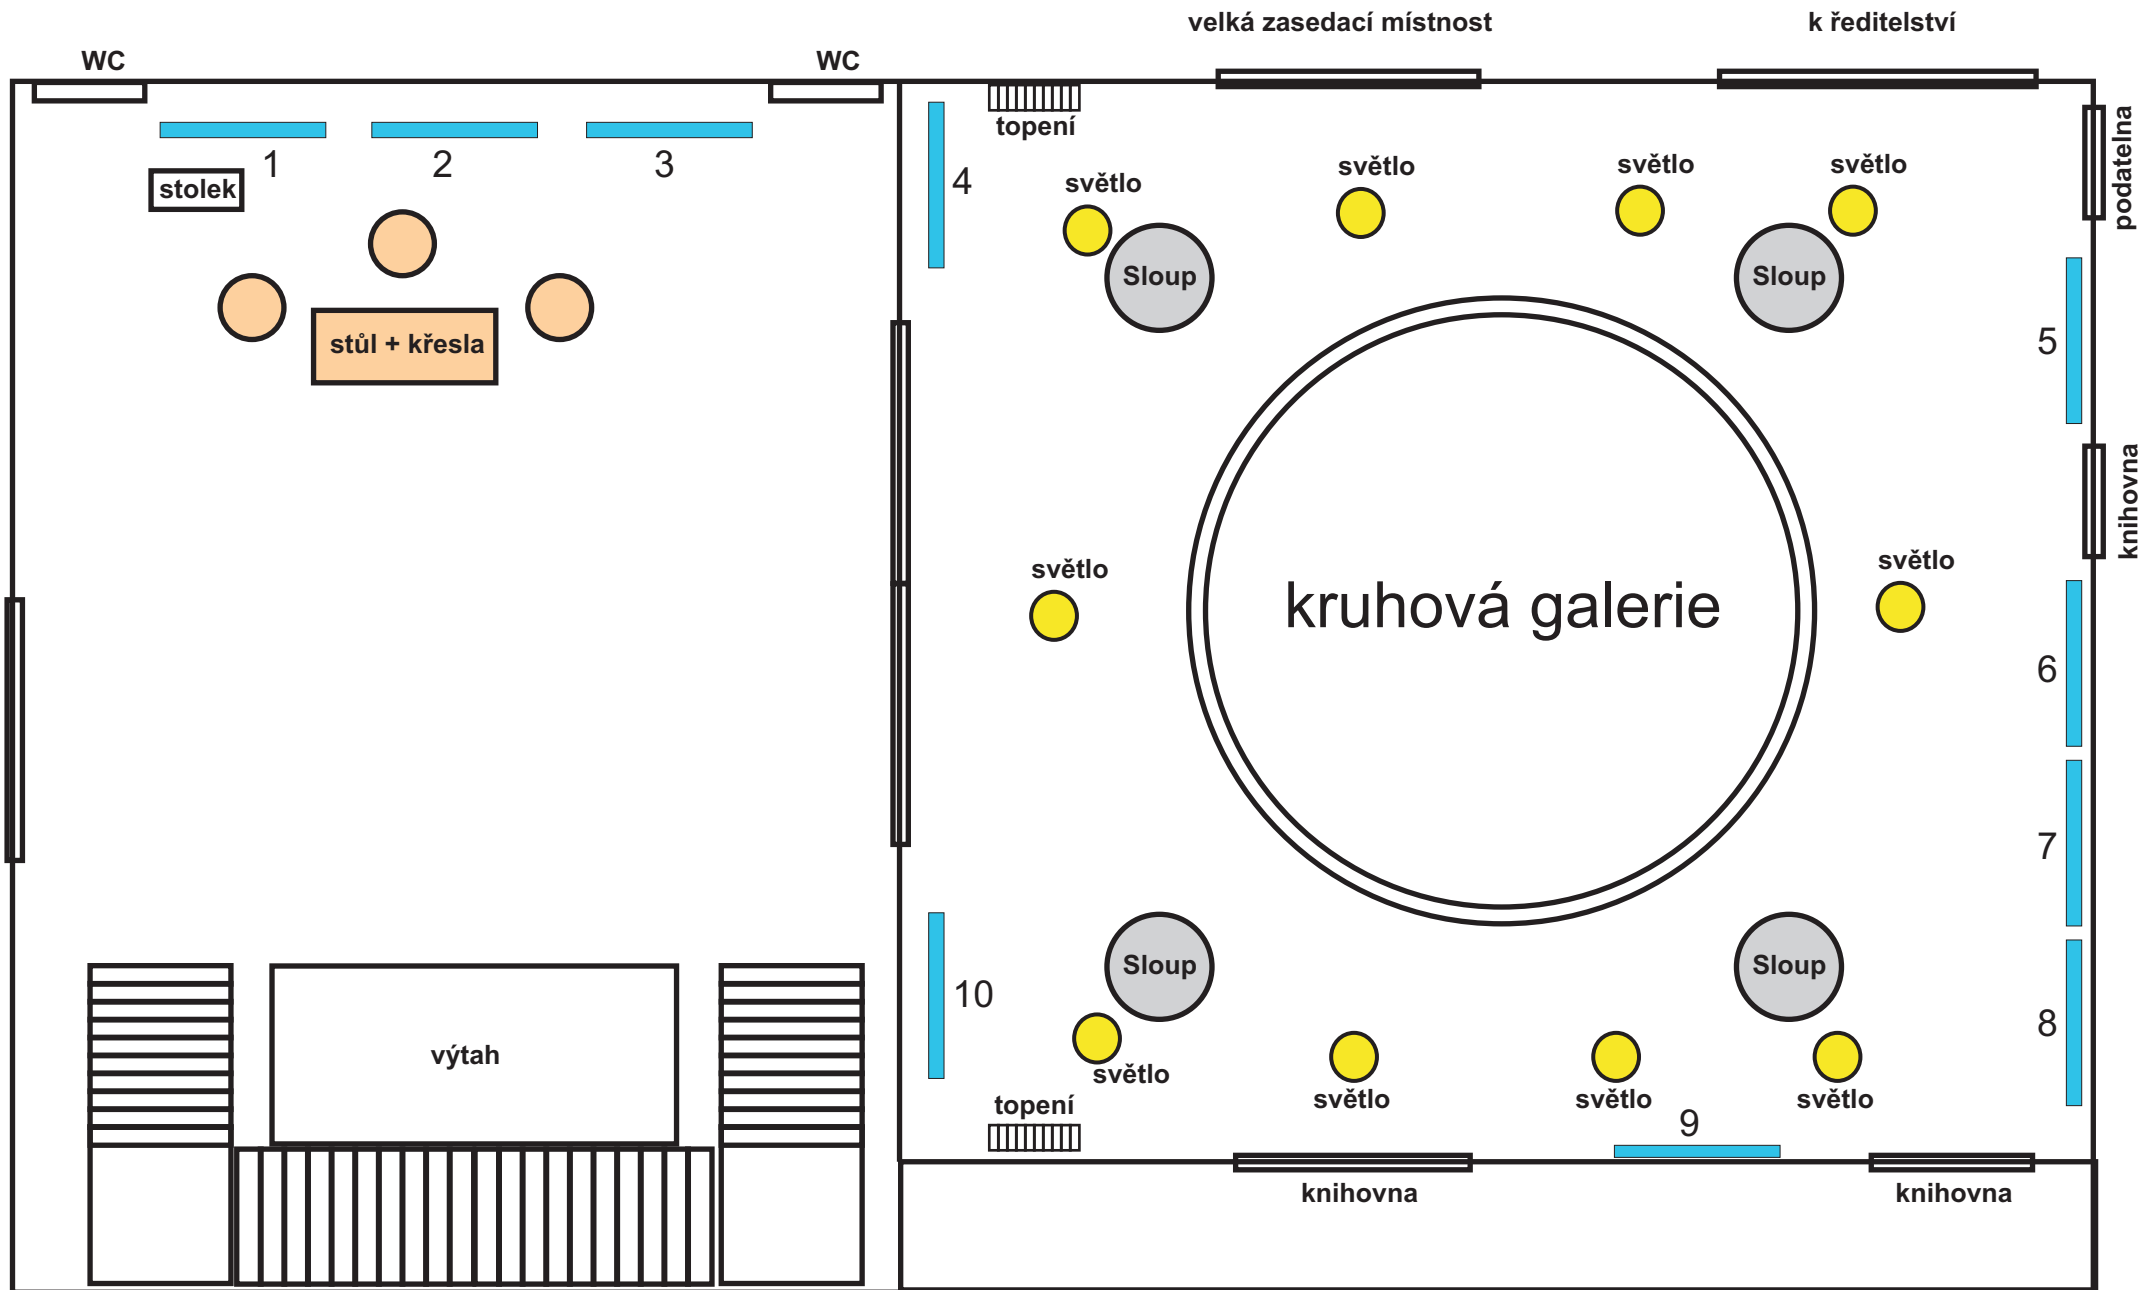 velká zasedací místnost
k ředitelství
WC
WC
topení
podatelna
1
2
3
4
stolek
světlo
světlo
světlo
světlo
Sloup
Sloup
stůl + křesla
5
knihovna
světlo
světlo
kruhová galerie
6
7
Sloup
Sloup
10
8
výtah
světlo
světlo
světlo
světlo
topení
9
knihovna
knihovna